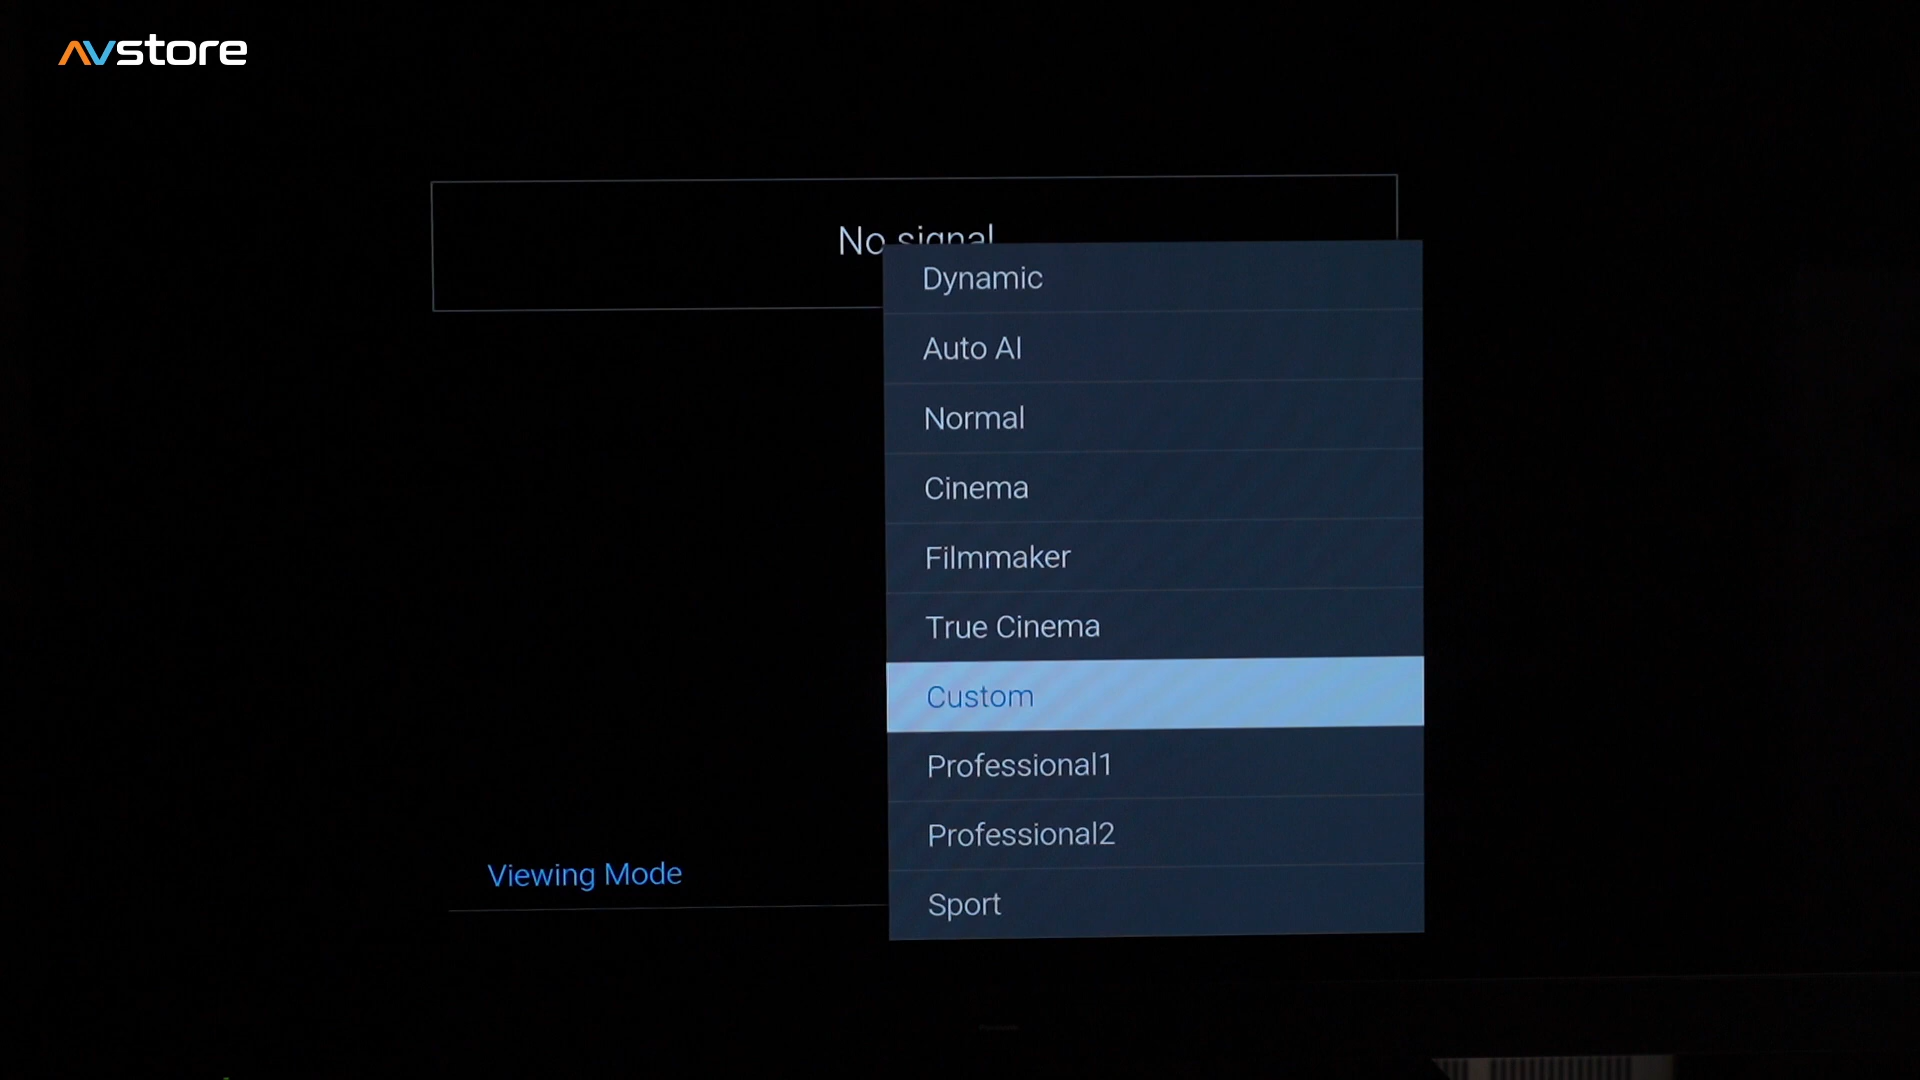 AVstore
No signal
Dynamic
Auto AI
Normal
Cinema
Filmmaker
True Cinema
Custom
Professional1
Professional2
Viewing Mode
Sport